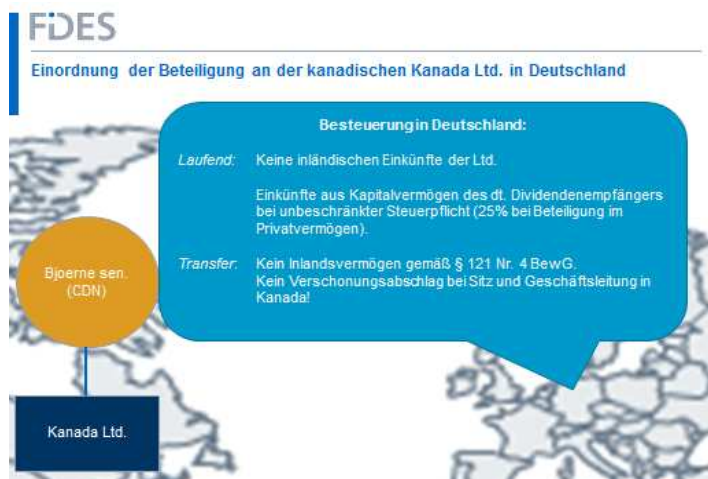 FIDES
Einordnung der Beteiligung an der kanadischen Kanada Ltd. in Deutschland
Besteuerung in Deutschland:
Laufend: Keine inländischen Einkünfte der Ltd.
Einkünfte aus Kapitalvermögen des dt. Dividendenempfängers
bei unbeschränkter Steuerpflicht (25% bei Beteiligung im
Privatvermögen).
Transfer: Kein Inlandsvermögen gemäß § 121 Nr. 4 BewG.
Kein Verschonungsabschlag bei Sitz und Geschäftsleitung in
Kanada!
Bjoerne sen.
(CDN)
Kanada Ltd.